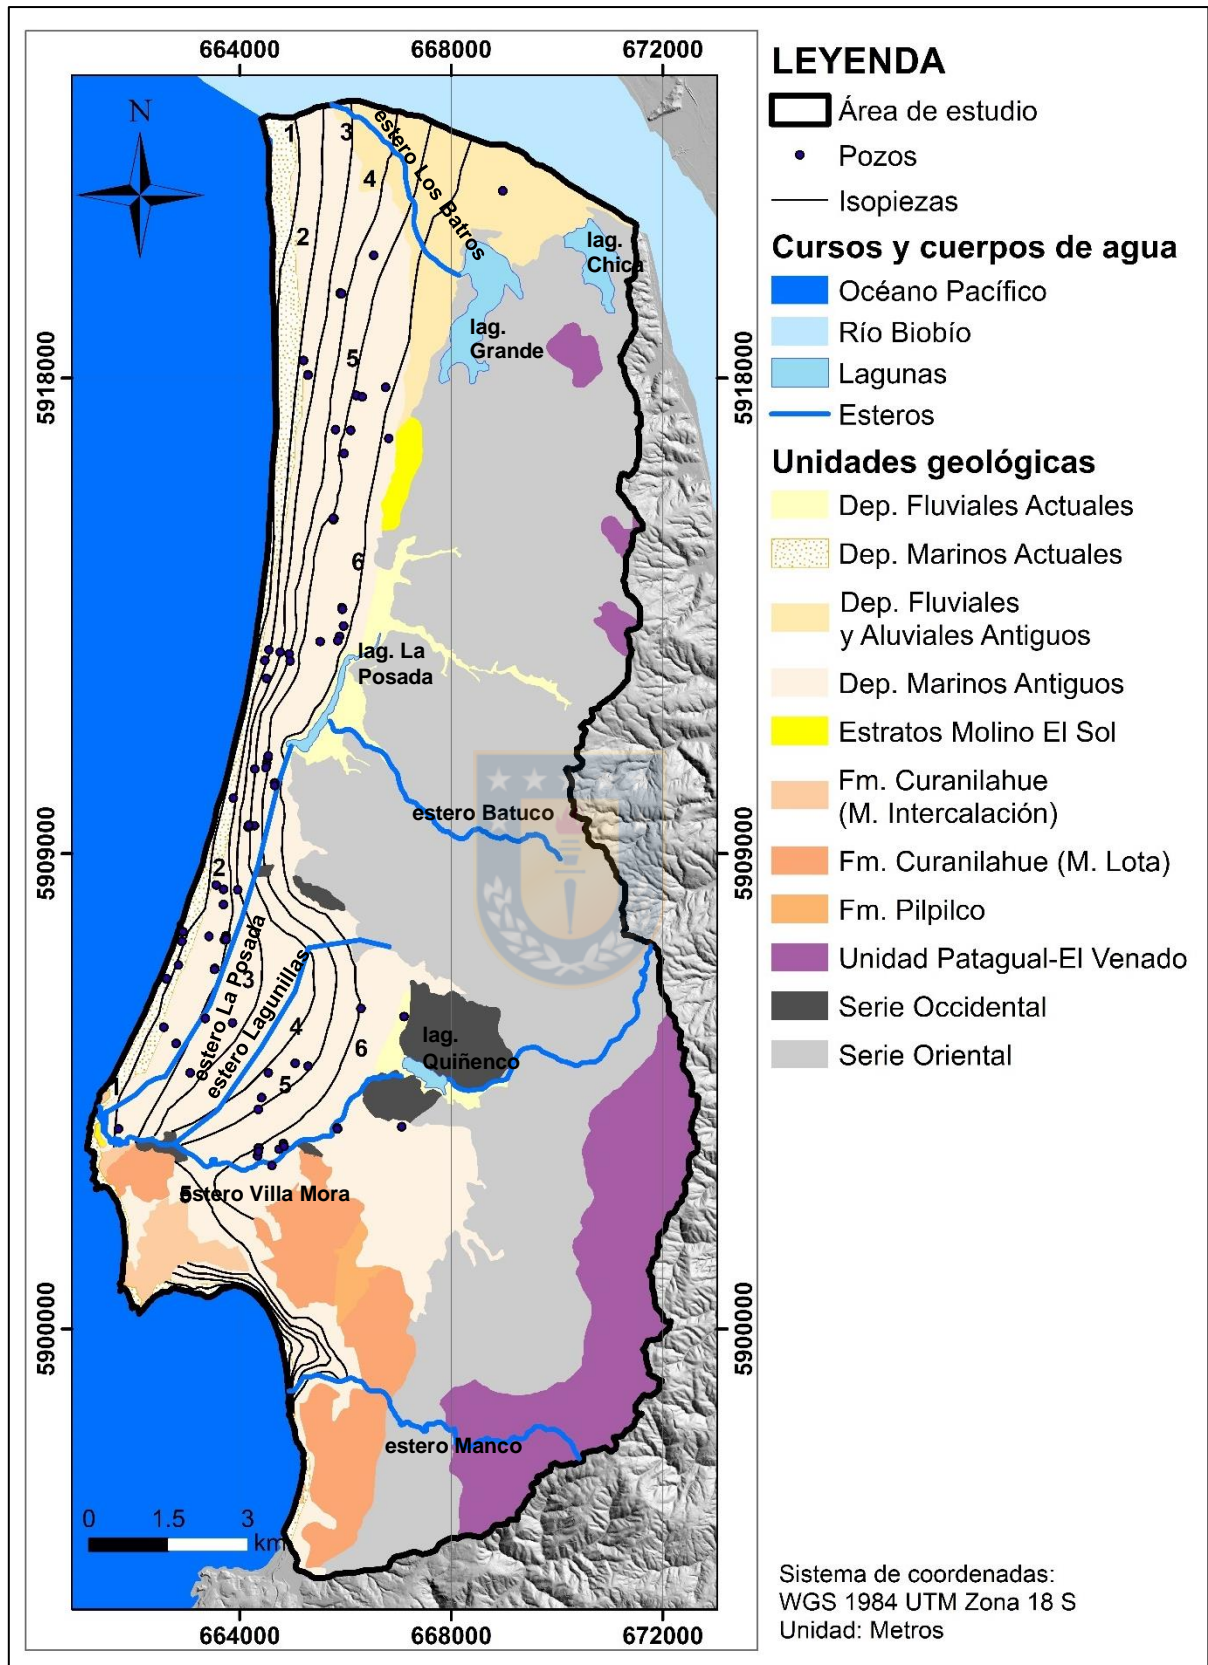 664000 668000 672000
N
1
3
estero Los Batros
4
2
lag.
Chica
lag.
Grande
5
5918000
5918000
6
lag. La
Posada
estero Batuco
5909000
5909000
2
estero La Posada
3
estero Lagunillas
4
lag.
Quiñenco
6
5
1
5
estero Villa Mora
5900000
5900000
estero Manco
0 1.5 3
km
664000 668000 672000
LEYENDA
Área de estudio
Pozos
Isopiezas
Cursos y cuerpos de agua
Océano Pacífico
Río Biobío
Lagunas
Esteros
Unidades geológicas
Dep. Fluviales Actuales
Dep. Marinos Actuales
Dep. Fluviales
y Aluviales Antiguos
Dep. Marinos Antiguos
Estratos Molino El Sol
Fm. Curanilahue
(M. Intercalación)
Fm. Curanilahue (M. Lota)
Fm. Pilpilco
Unidad Patagual-El Venado
Serie Occidental
Serie Oriental
Sistema de coordenadas:
WGS 1984 UTM Zona 18 S
Unidad: Metros